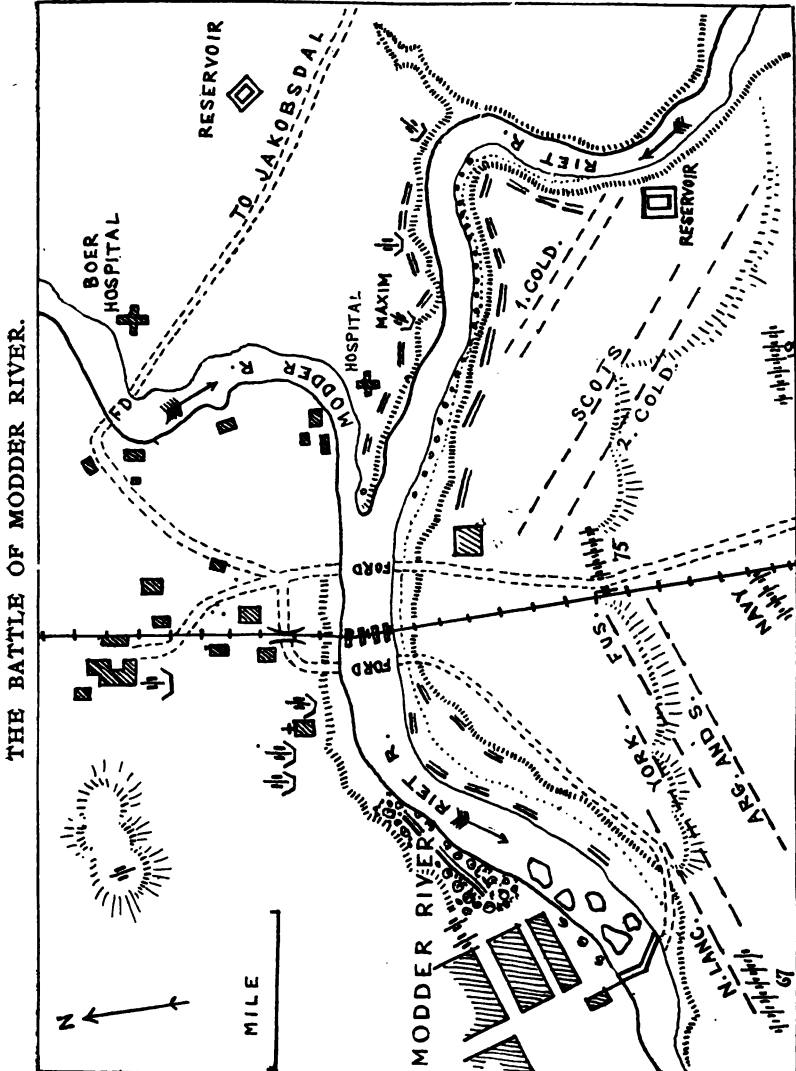 THE BATTLE OF MODDER RIVER.
RESERVOIR
TO JAKOBSDAL
BOER
HOSPITAL
FD
MODDER
R.
HOSPITAL
MAXIM
RIET R.
RESERVOIR
1. COLD.
SCOTS
2. COLD.
FORD
FORD
75
NAVY
FUS.
YORK.
ARG. AND S.
N. LANC.
RIET R.
MODDER RIVER
N
MILE